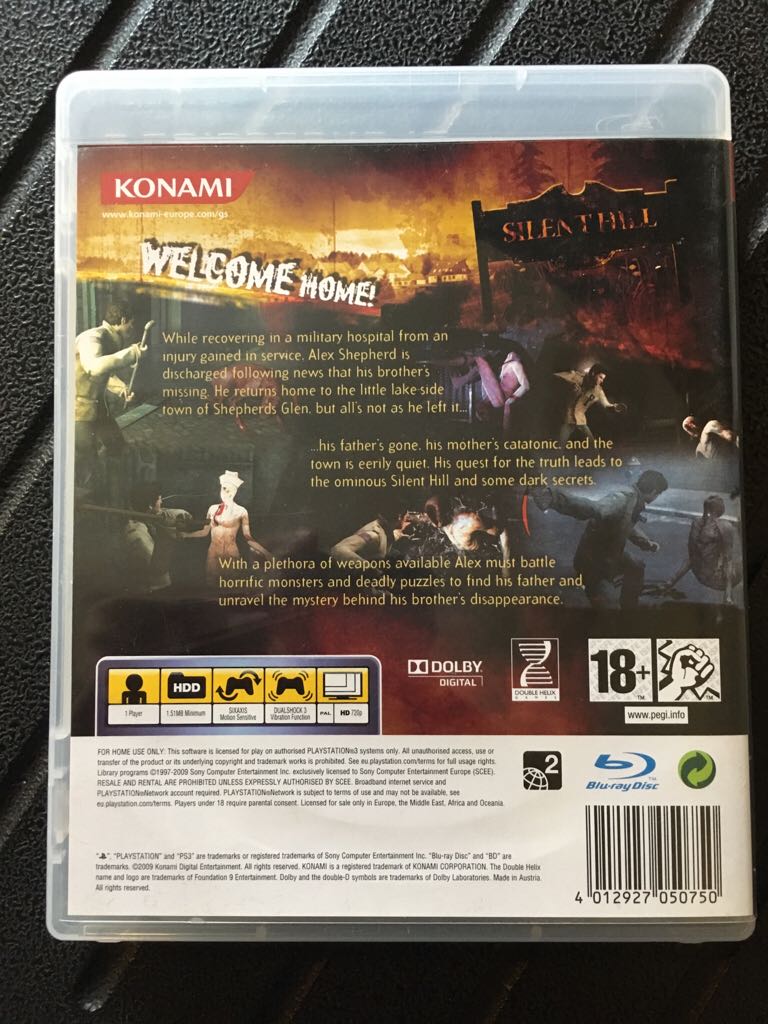 KONAMI
www.konami-europe.com/gs
SILENT HILL
WELCOME HOME!
While recovering in a military hospital from an
injury gained in service, Alex Shepherd is
discharged following news that his brother's
missing. He returns home to the little lake-side
town of Shepherds Glen, but all's not as he left it...
...his father's gone, his mother's catatonic, and the
town is eerily quiet. His quest for the truth leads to
the ominous Silent Hill and some dark secrets.
With a plethora of weapons available Alex must battle
horrific monsters and deadly puzzles to find his father and
unravel the mystery behind his brother's disappearance.
HDD
1 Player
1.51MB Minimum
SIXAXIS
Motion Sensitive
DUALSHOCK 3
Vibration Function
PAL
HD 720p
DOLBY
DIGITAL
DOUBLE HELIX
GAMES
18+
TM
TM
www.pegi.info
FOR HOME USE ONLY: This software is licensed for play on authorised PLAYSTATION®3 systems only. All unauthorised access, use or
transfer of the product or its underlying copyright and trademark works is prohibited. See eu.playstation.com/terms for full usage rights.
Library programs ©1997-2009 Sony Computer Entertainment Inc. exclusively licensed to Sony Computer Entertainment Europe (SCEE).
RESALE AND RENTAL ARE PROHIBITED UNLESS EXPRESSLY AUTHORISED BY SCEE. Broadband internet service and
PLAYSTATION®Network account required. PLAYSTATION®Network is subject to terms of use and may not be available, see
eu.playstation.com/terms. Players under 18 require parental consent. Licensed for sale only in Europe, the Middle East, Africa and Oceania.
2
Blu-ray Disc
TM
"PS", "PLAYSTATION" and "PS3" are trademarks or registered trademarks of Sony Computer Entertainment Inc. "Blu-ray Disc" and "BD" are
trademarks. ©2009 Konami Digital Entertainment. All rights reserved. KONAMI is a registered trademark of KONAMI CORPORATION. The Double Helix
name and logo are trademarks of Foundation 9 Entertainment. Dolby and the double-D symbols are trademarks of Dolby Laboratories. Made in Austria.
All rights reserved.
4 012927 050750